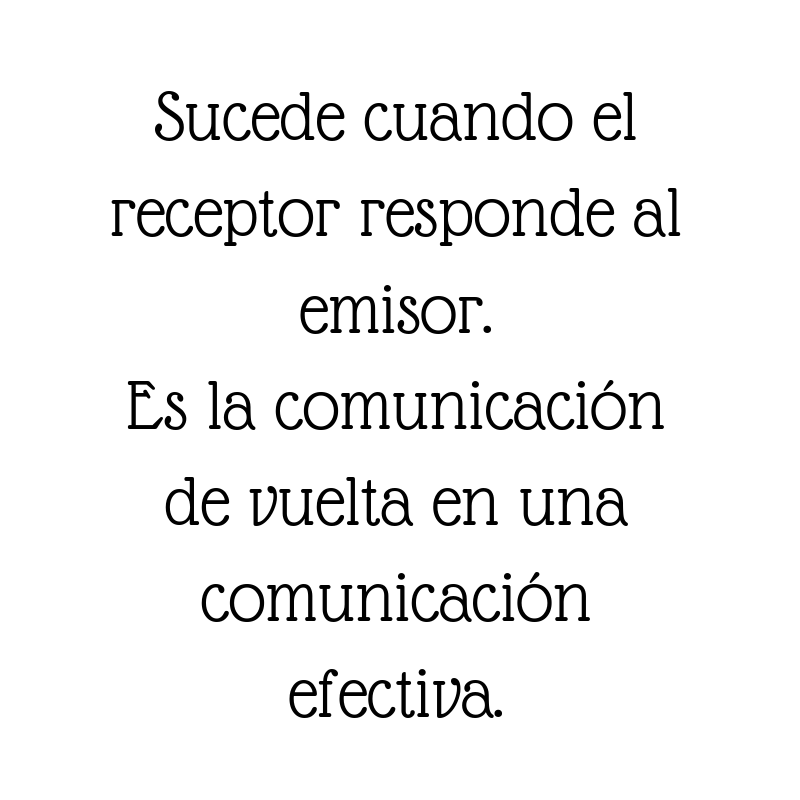 Sucede cuando el
receptor responde al
emisor.
Es la comunicación
de vuelta en una
comunicación
efectiva.